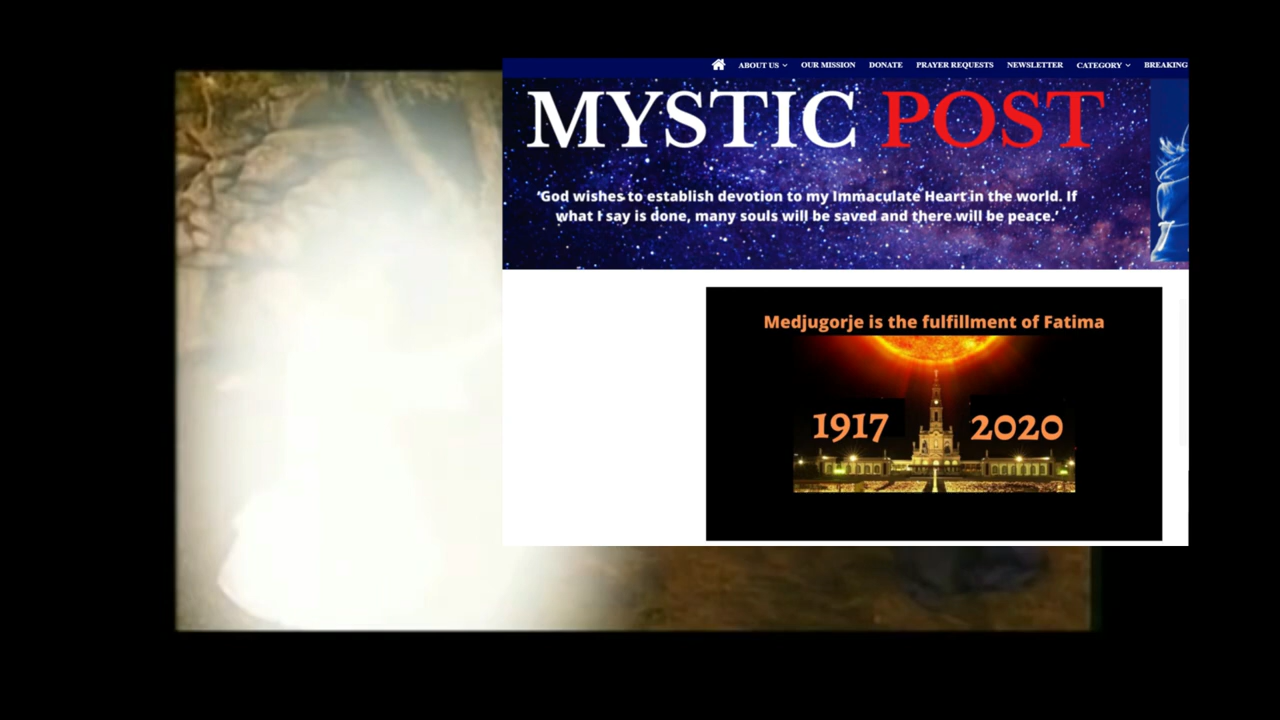 ABOUT US OUR MISSION DONATE PRAYER REQUESTS NEWSLETTER CATEGORY BREAKING
MYSTIC POST
'God wishes to establish devotion to my Immaculate Heart in the world. If
what I say is done, many souls will be saved and there will be peace.'
Medjugorje is the fulfillment of Fatima
1917 2020